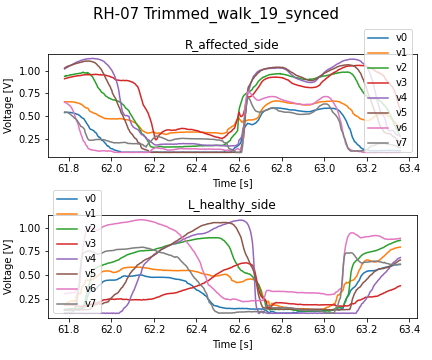 RH-07 Trimmed_walk_19_synced
R_affected_side
Voltage [V]
1.00
0.75
0.50
0.25
61.8 62.0 62.2 62.4 62.6 62.8 63.0 63.2 63.4
Time [s]
v0
v1
v2
v3
v4
v5
v6
v7
L_healthy_side
Voltage [V]
1.00
0.75
0.50
0.25
61.8 62.0 62.2 62.4 62.6 62.8 63.0 63.2 63.4
Time [s]
v0
v1
v2
v3
v4
v5
v6
v7